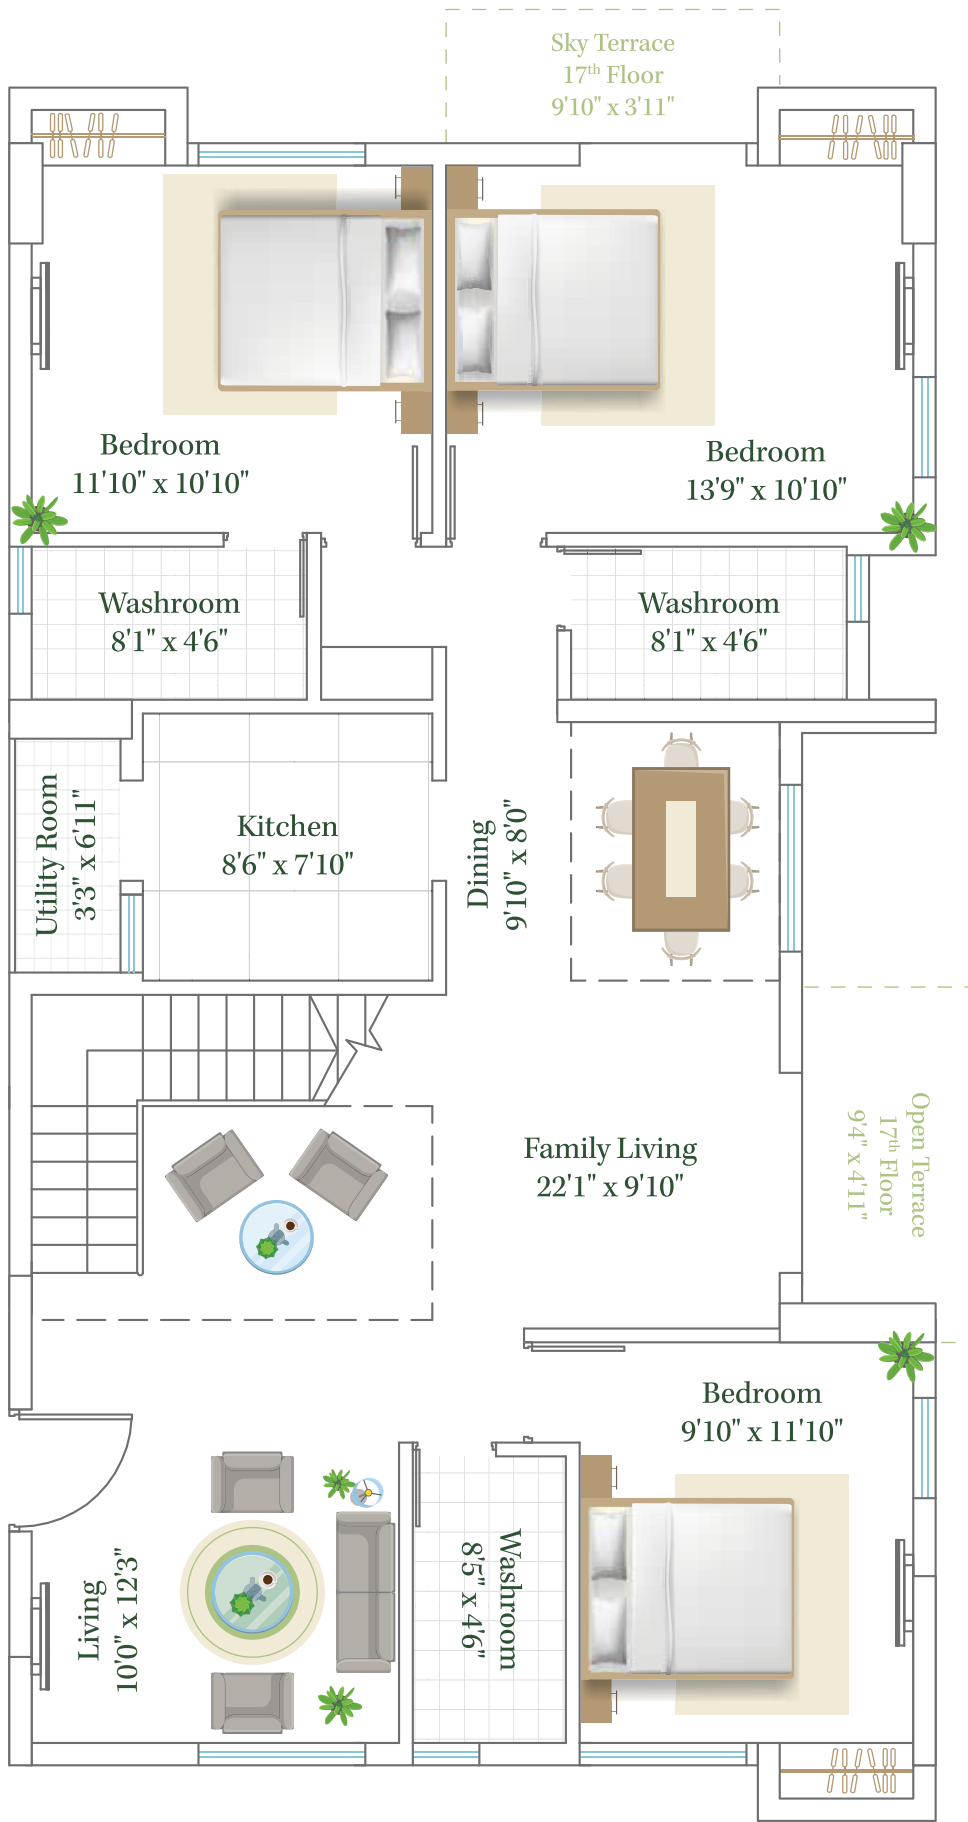 Sky Terrace
17th Floor
9'10" x 3'11"
Bedroom
11'10" x 10'10"
Bedroom
13'9" x 10'10"
Washroom
8'1" x 4'6"
Washroom
8'1" x 4'6"
Utility Room
3'3" x 6'11"
Kitchen
8'6" x 7'10"
Dining
9'10" x 8'0"
Family Living
22'1" x 9'10"
Open Terrace
17th Floor
9'4" x 4'11"
Bedroom
9'10" x 11'10"
Living
10'0" x 12'3"
Washroom
8'5" x 4'6"